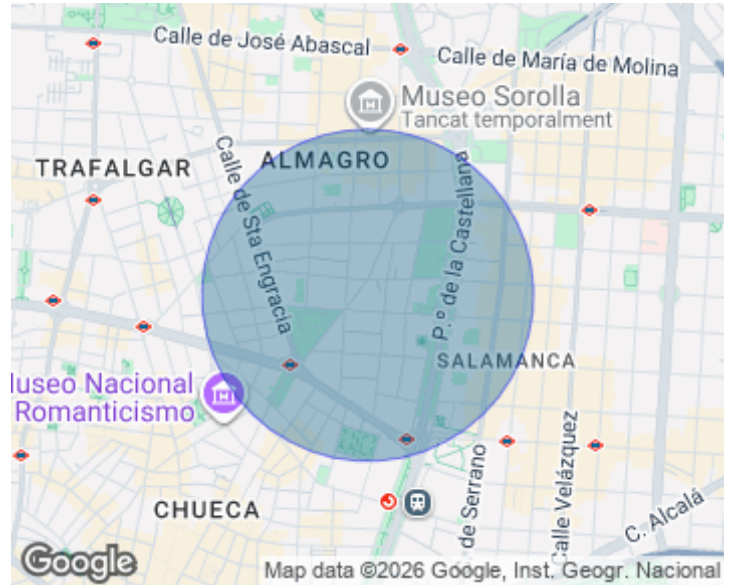 Calle de José Abascal
Calle de María de Molina
Museo Sorolla
Tancat temporalment
TRAFALGAR
ALMAGRO
Calle de Sta Engracia
P.º de la Castellana
SALAMANCA
useo Nacional
Romanticismo
CHUECA
de Serrano
Calle Velázquez
C. Alcalá
Google
Map data ©2026 Google, Inst. Geogr. Nacional